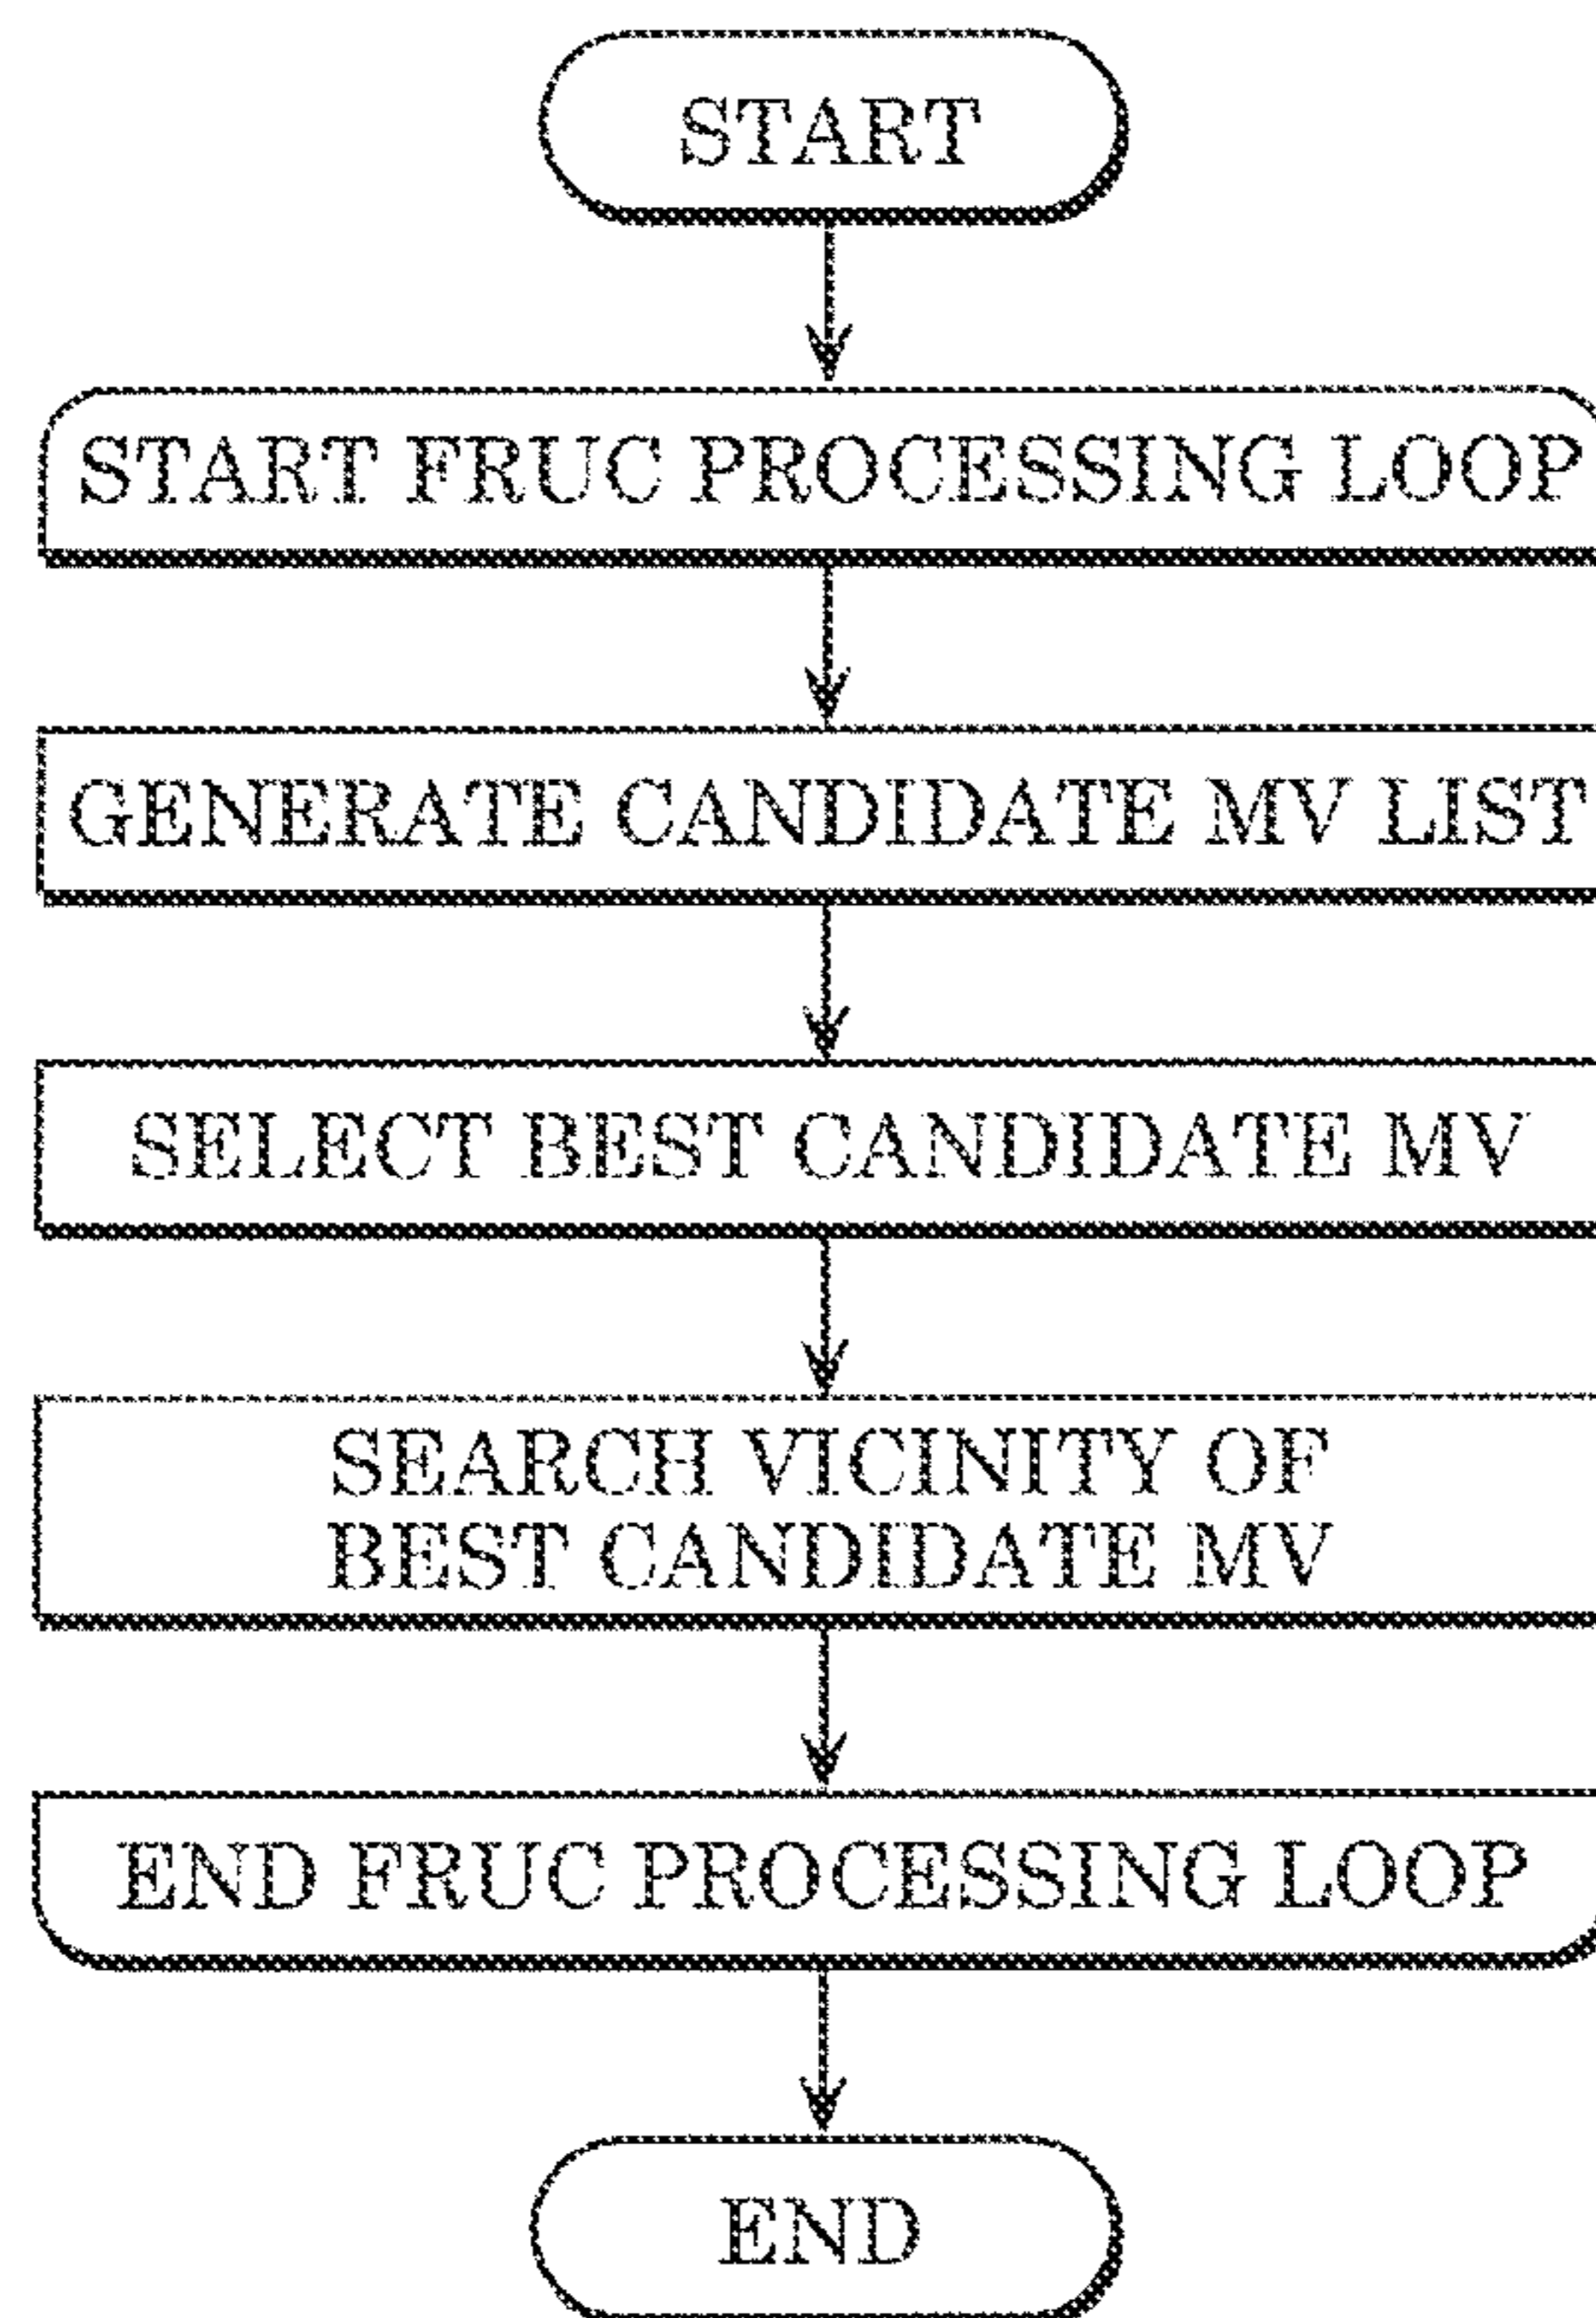 START
START FRUC PROCESSING LOOP
GENERATE CANDIDATE MV LIST
SELECT BEST CANDIDATE MV
SEARCH VICINITY OF
BEST CANDIDATE MV
END FRUC PROCESSING LOOP
END